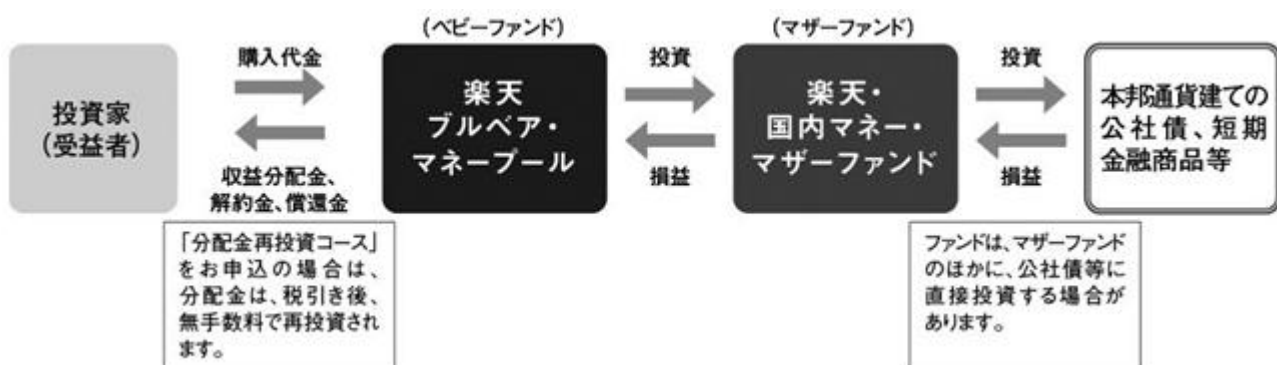 (ベビーファンド)
(マザーファンド)
投資家
(受益者)
購入代金
収益分配金、
解約金、償還金
楽天
ブルベア・
マネープール
投資
損益
楽天・
国内マネー・
マザーファンド
投資
損益
本邦通貨建ての
公社債、短期
金融商品等
「分配金再投資コース」
をお申込の場合は、
分配金は、税引き後、
無手数料で再投資され
ます。
ファンドは、マザーファンド
のほかに、公社債等に
直接投資する場合が
あります。